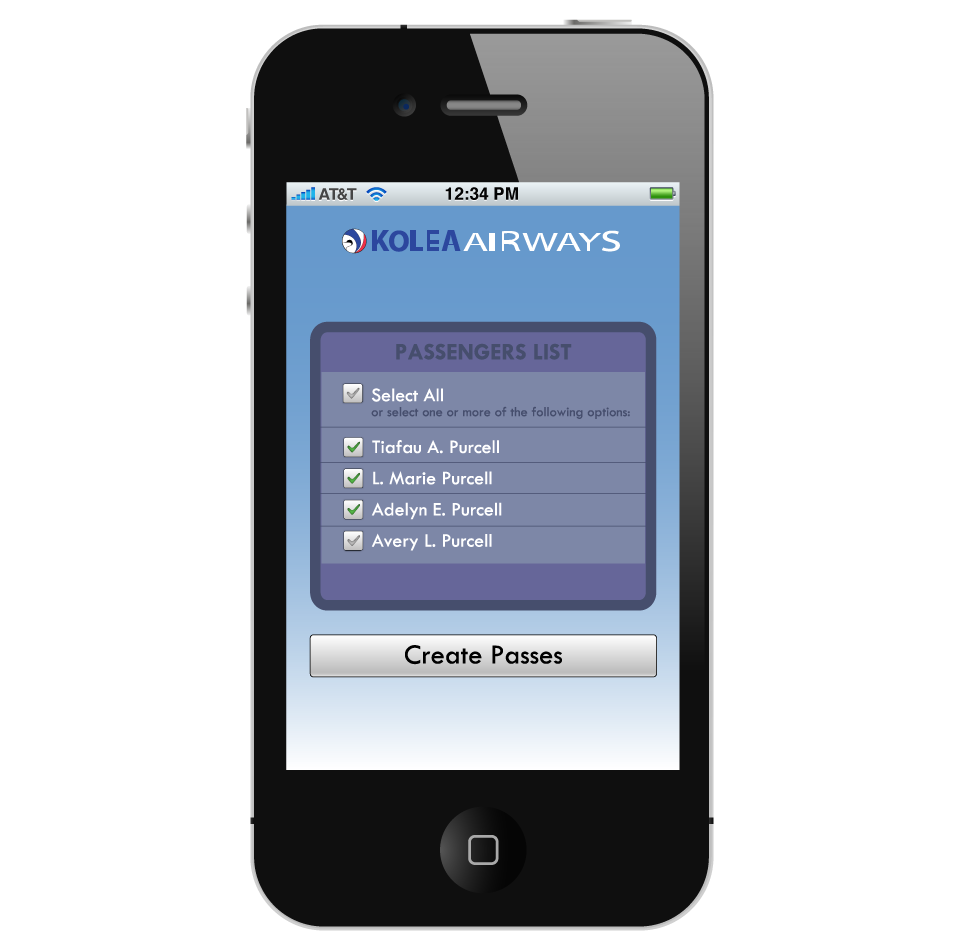 AT&T 12:34 PM
KOLEA AIRWAYS
PASSENGERS LIST
Select All
or select one or more of the following options:
Tiafau A. Purcell
L. Marie Purcell
Adelyn E. Purcell
Avery L. Purcell
Create Passes